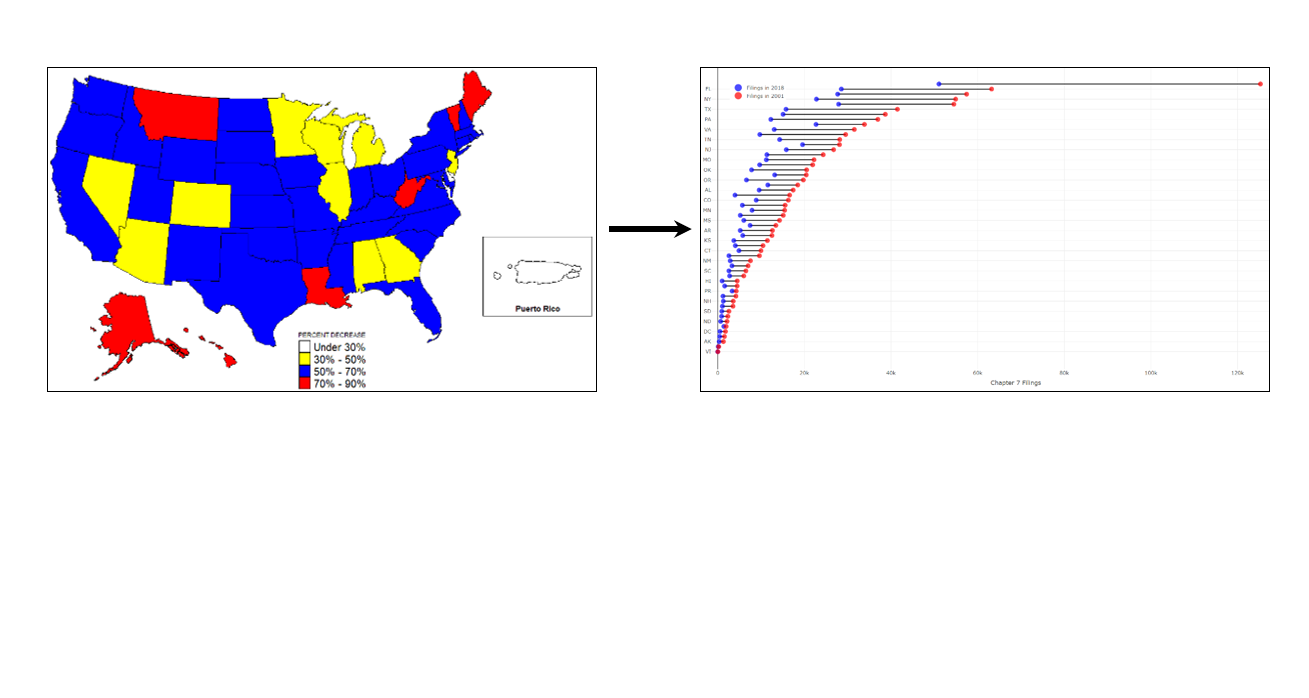 Puerto Rico
PERCENT DECREASE
Under 30%
30% - 50%
50% - 70%
70% - 90%
Filings in 2018
Filings in 2001
FL
NY
TX
PA
VA
TN
NJ
MO
OK
OR
AL
CO
MN
MS
AR
KS
CT
NM
SC
HI
PR
NH
SD
ND
DC
AK
VI
0
20k
40k
60k
80k
100k
120k
Chapter 7 Filings